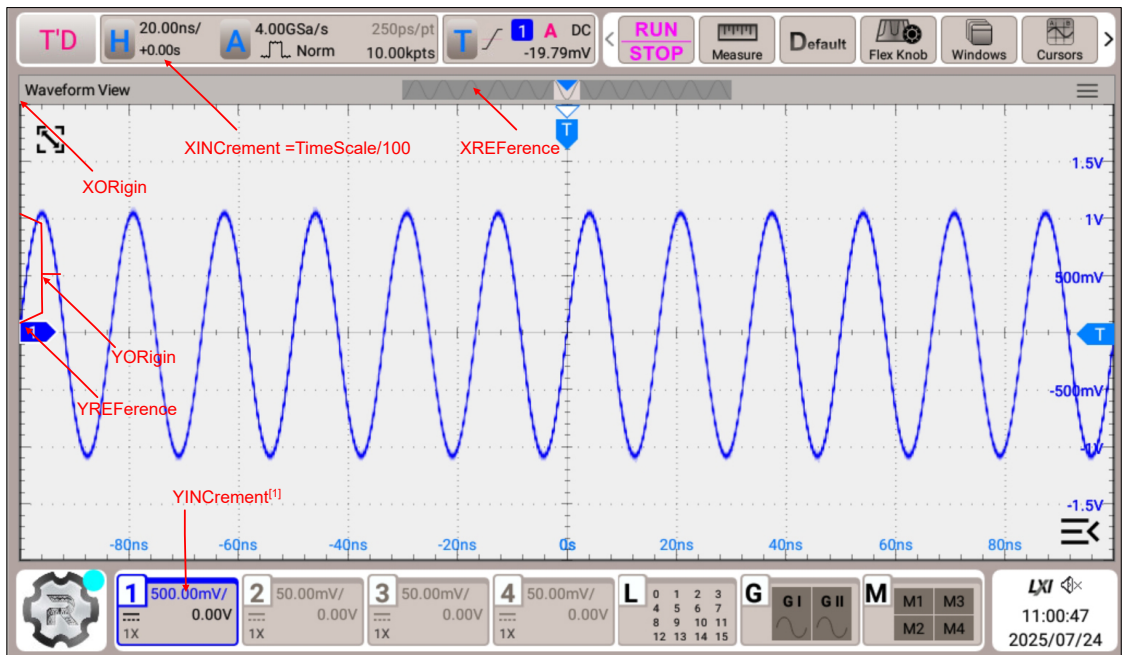 T'D
H
20.00ns/
+0.00s
A
4.00GSa/s
Norm
250ps/pt
10.00kpts
T
1 A DC
-19.79mV
<
RUN
STOP
Measure
Default
Flex Knob
Windows
Cursors
>
Waveform View
T
XINCrement =TimeScale/100
XREFerence
XORigin
1.5V
1V
500mV
1
T
YORigin
-500mV
YREFerence
-1V
YINCrement[1]
-1.5V
-80ns -60ns -40ns -20ns 0s 20ns 40ns 60ns 80ns
R
1 500.00mV/
0.00V
1X
2 50.00mV/
0.00V
1X
3 50.00mV/
0.00V
1X
4 50.00mV/
0.00V
1X
L
0 1 2 3
4 5 6 7
8 9 10 11
12 13 14 15
G
G I G II
M
M1 M3
M2 M4
LXI
11:00:47
2025/07/24